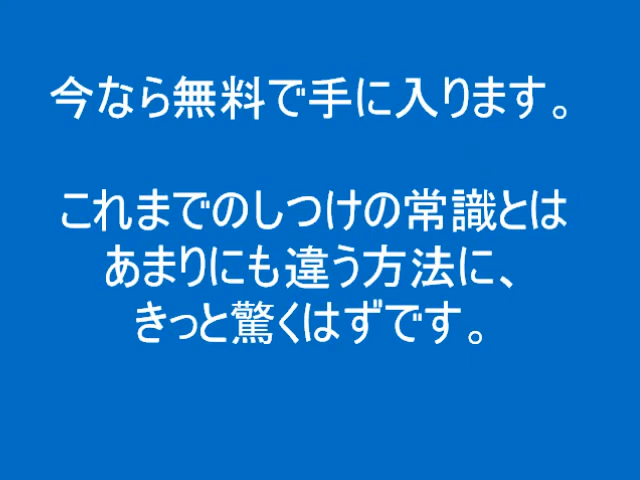 今なら無料で手に入ります。
これまでのしつけの常識とは
あまりにも違う方法に、
きっと驚くはずです。